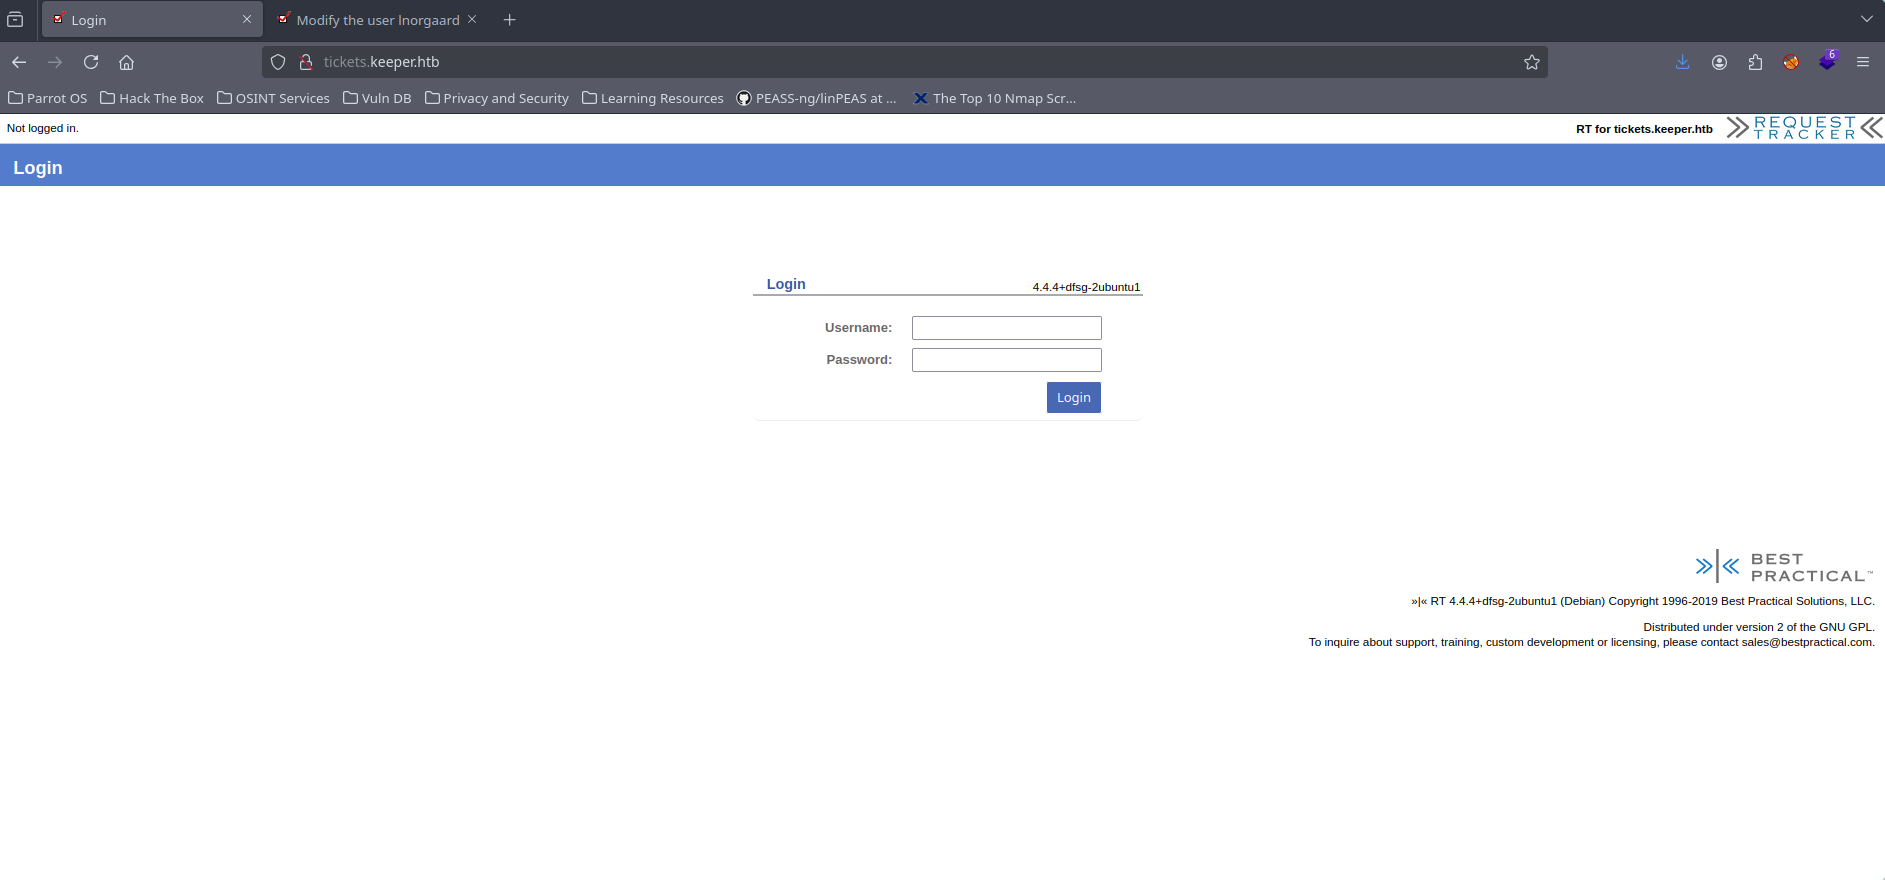 Login
Modify the user lnorgaard
tickets.keeper.htb
6
Parrot OS
Hack The Box
OSINT Services
Vuln DB
Privacy and Security
Learning Resources
PEASS-ng/linPEAS at ...
The Top 10 Nmap Scr...
Not logged in.
RT for tickets.keeper.htb
REQUEST
TRACKER
Login
Login
4.4.4+dfsg-2ubuntu1
Username:
Password:
Login
BEST
PRACTICAL™
»|« RT 4.4.4+dfsg-2ubuntu1 (Debian) Copyright 1996-2019 Best Practical Solutions, LLC.
Distributed under version 2 of the GNU GPL.
To inquire about support, training, custom development or licensing, please contact sales@bestpractical.com.